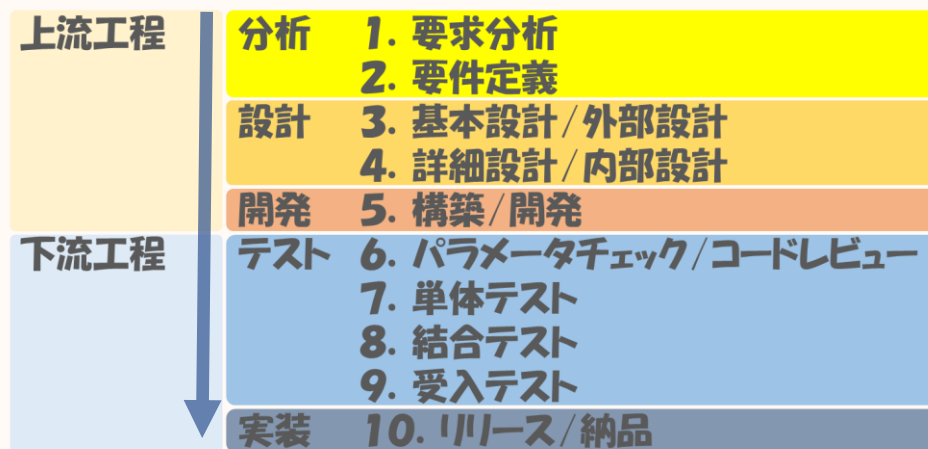 上流工程 分析 1. 要求分析
2. 要件定義
設計 3. 基本設計/外部設計
4. 詳細設計/内部設計
開発 5. 構築/開発
下流工程 テスト 6. パラメータチェック/コードレビュー
7. 単体テスト
8. 結合テスト
9. 受入テスト
実装 10. リリース/納品